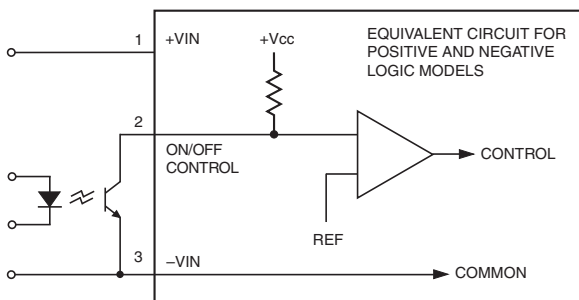 1
+VIN
+Vcc
EQUIVALENT CIRCUIT FOR
POSITIVE AND NEGATIVE
LOGIC MODELS
2
ON/OFF
CONTROL
CONTROL
REF
3
–VIN
COMMON